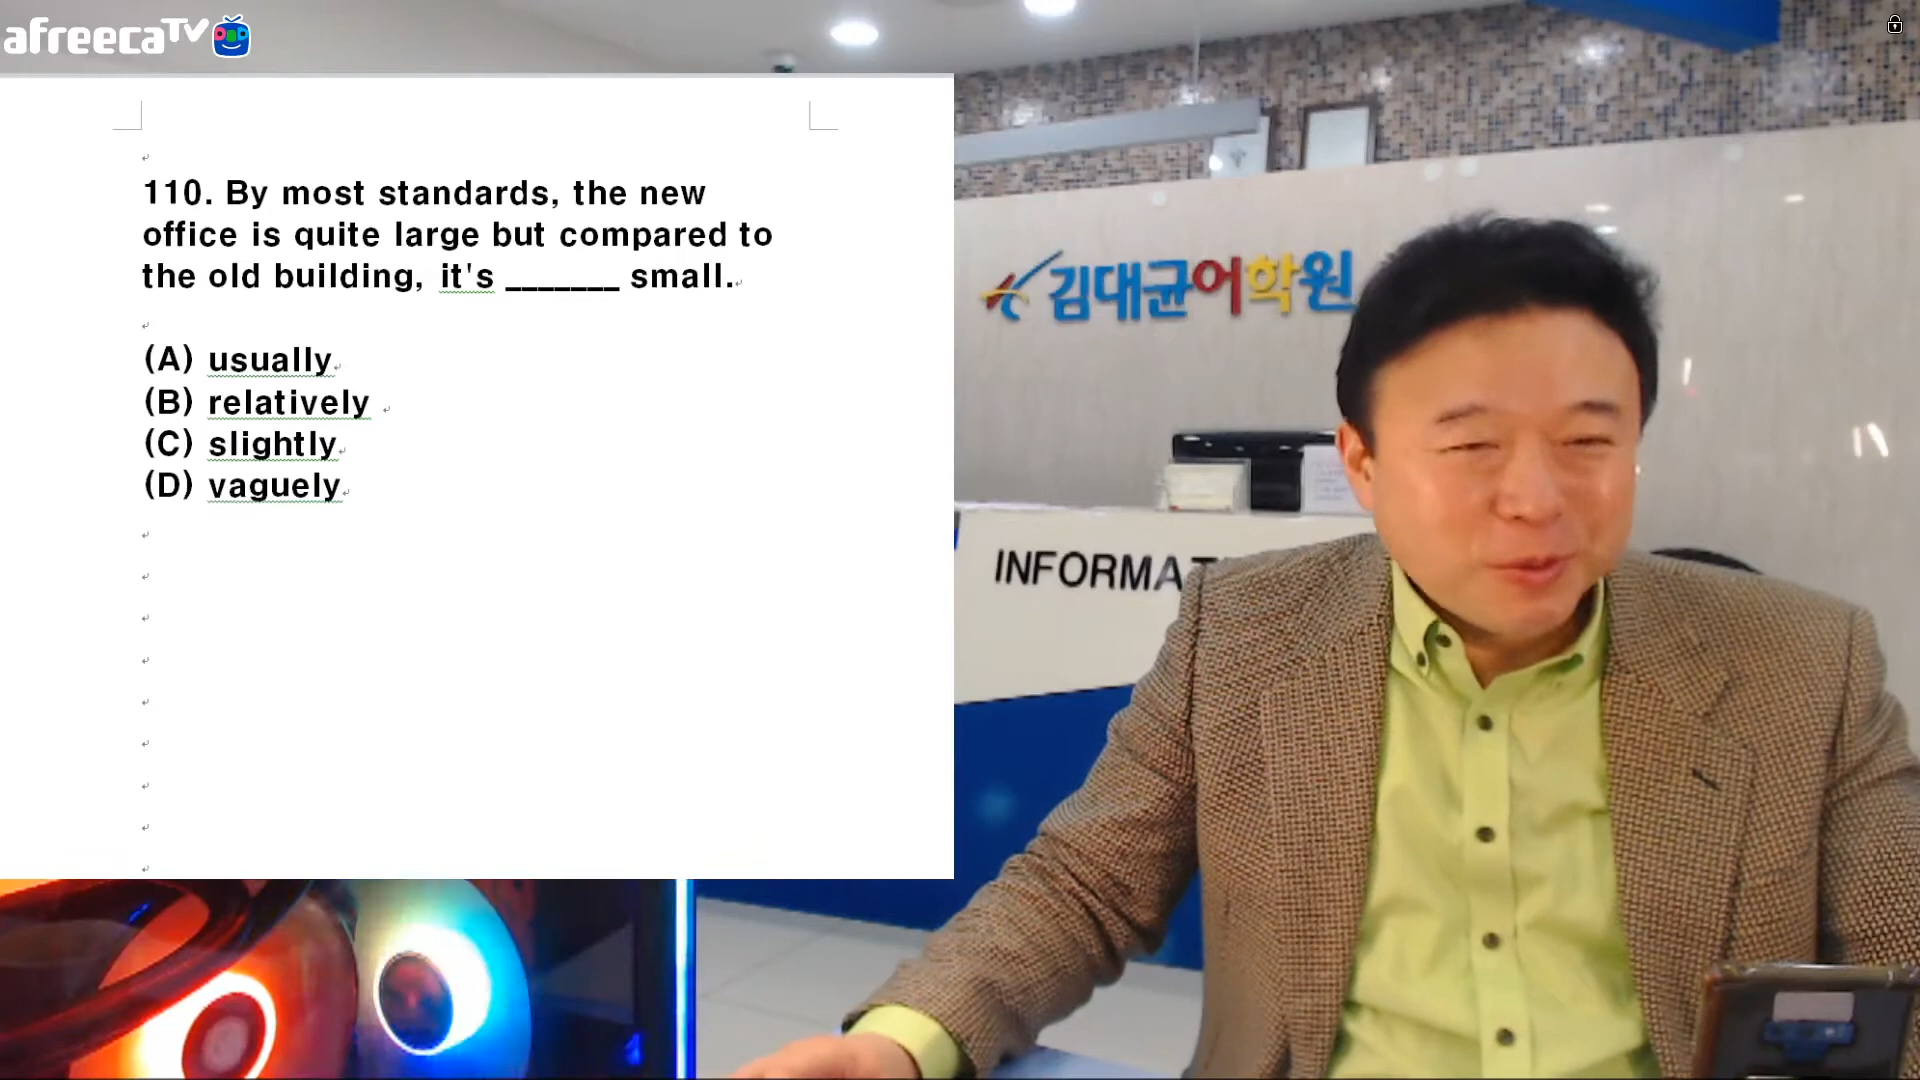 afreecaTV
110. By most standards, the new
office is quite large but compared to
the old building, it's _______ small.
(A) usually
(B) relatively
(C) slightly
(D) vaguely
김대균어학원
INFORMAT